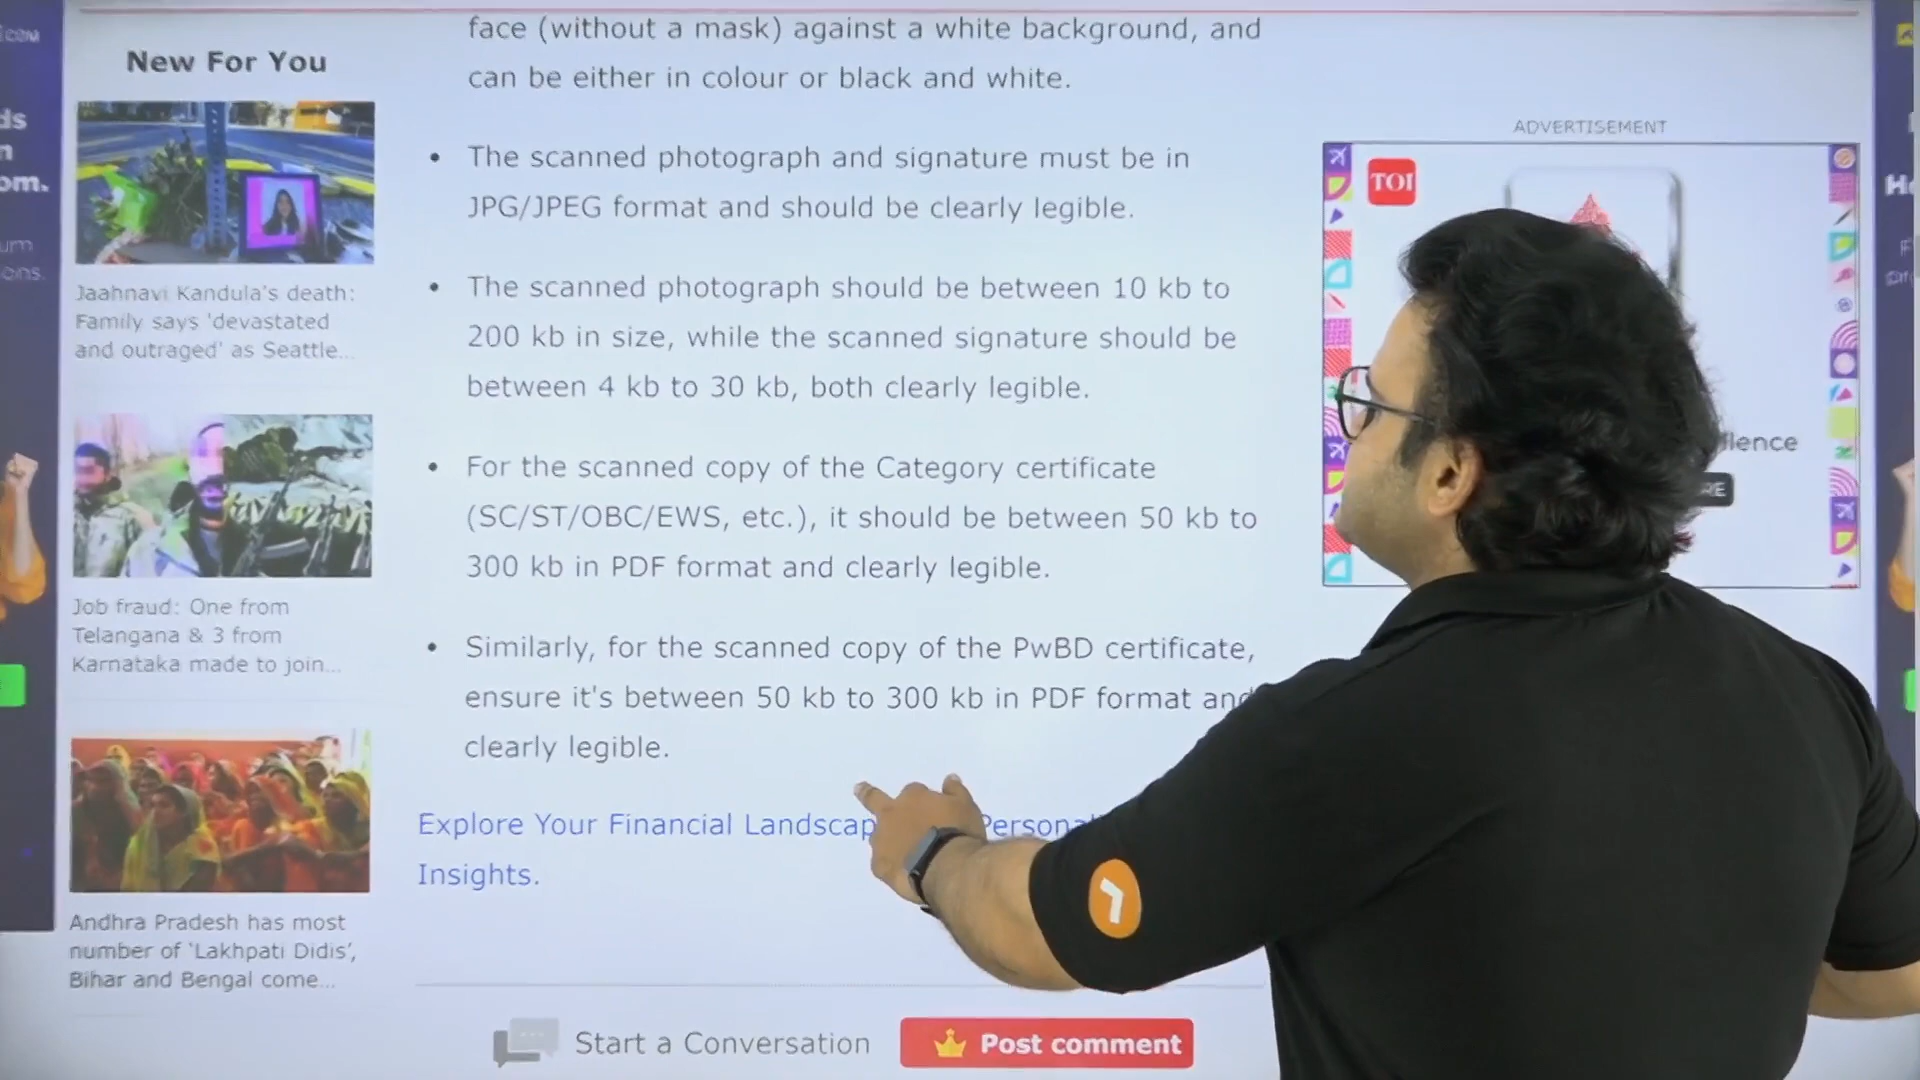 COM
New For You
face (without a mask) against a white background, and
can be either in colour or black and white.
ADVERTISEMENT
TOI
The scanned photograph and signature must be in
JPG/JPEG format and should be clearly legible.
om.
ons.
Jaahnavi Kandula's death:
Family says 'devastated
and outraged' as Seattle...
The scanned photograph should be between 10 kb to
200 kb in size, while the scanned signature should be
between 4 kb to 30 kb, both clearly legible.
For the scanned copy of the Category certificate
(SC/ST/OBC/EWS, etc.), it should be between 50 kb to
300 kb in PDF format and clearly legible.
Job fraud: One from
Telangana & 3 from
Karnataka made to join...
Similarly, for the scanned copy of the PwBD certificate,
ensure it's between 50 kb to 300 kb in PDF format and
clearly legible.
Explore Your Financial Landscap Persona
Insights.
Andhra Pradesh has most
number of 'Lakhpati Didis',
Bihar and Bengal come...
Start a Conversation
Post comment